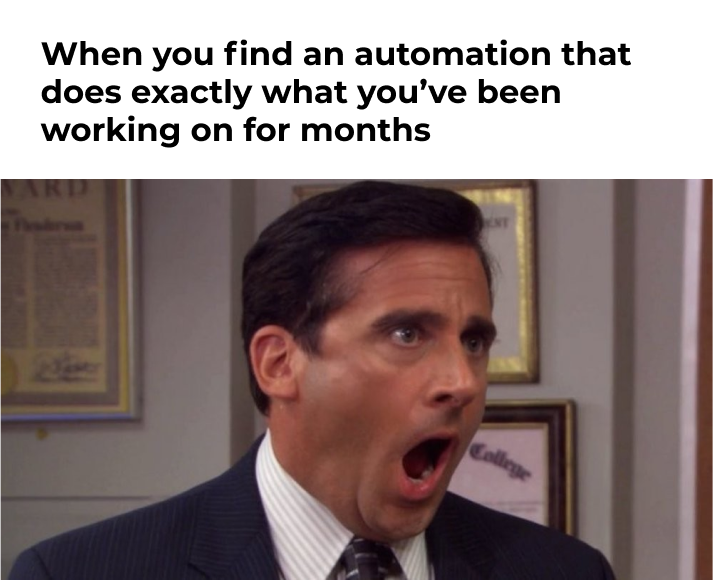 When you find an automation that
does exactly what you’ve been
working on for months
College